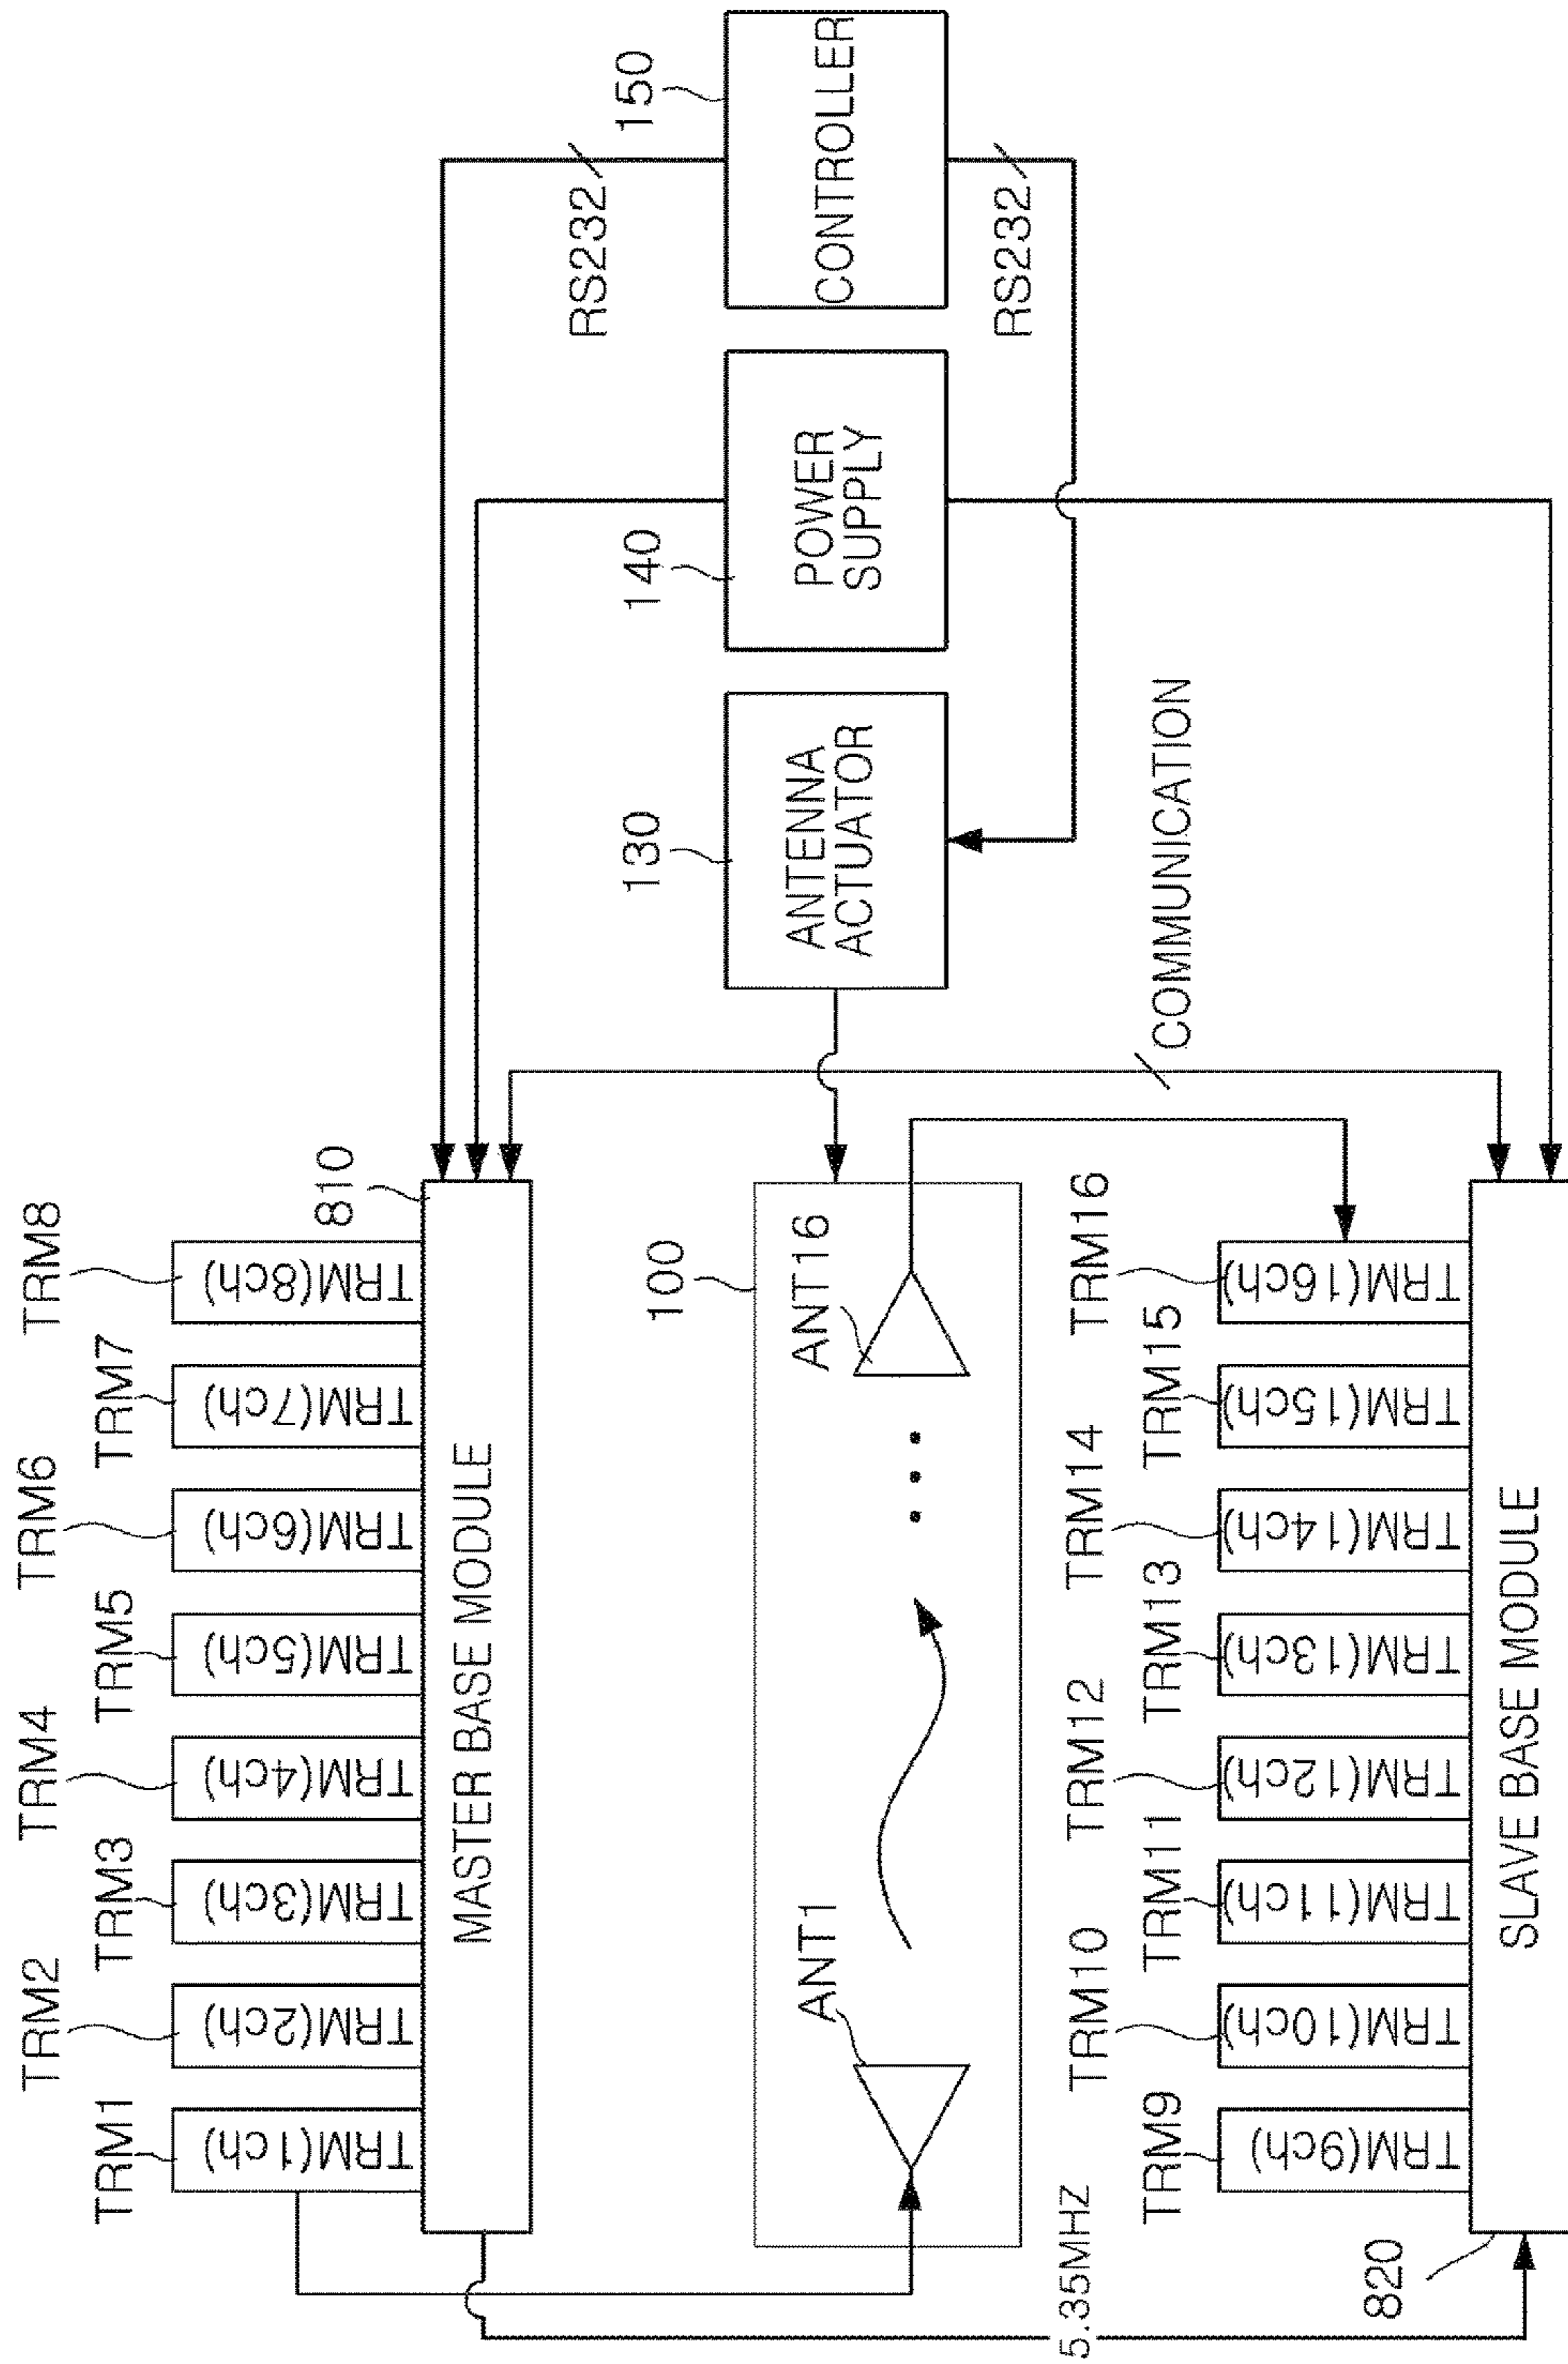 TRM2
TRM4
TRM6
TRM8
TRM1
TRM3
TRM5
TRM7
TRM(1ch)
TRM(2ch)
TRM(3ch)
TRM(4ch)
TRM(5ch)
TRM(6ch)
TRM(7ch)
TRM(8ch)
810
MASTER BASE MODULE
RS232
100
130
140
150
ANT1
ANT16
ANTENNA
ACTUATOR
POWER
SUPPLY
CONTROLLER
RS232
5.35MHZ
TRM10
TRM12
TRM14
TRM16
TRM9
TRM11
TRM13
TRM15
COMMUNICATION
TRM(9ch)
TRM(10ch)
TRM(11ch)
TRM(12ch)
TRM(13ch)
TRM(14ch)
TRM(15ch)
TRM(16ch)
820
SLAVE BASE MODULE